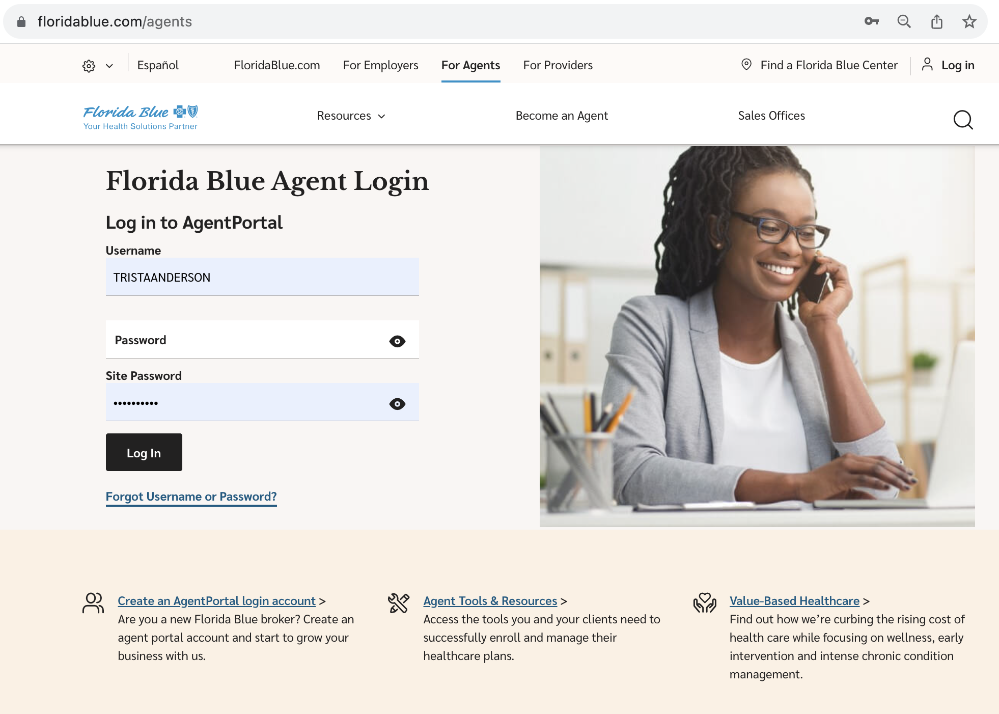 floridablue.com/agents
Español FloridaBlue.com For Employers For Agents For Providers Find a Florida Blue Center Log in
Florida Blue
Your Health Solutions Partner
Resources Become an Agent Sales Offices
Florida Blue Agent Login
Log in to AgentPortal
Username
TRISTAANDERSON
Password
Site Password
••••••••••
Log In
Forgot Username or Password?
Create an AgentPortal login account >
Are you a new Florida Blue broker? Create an
agent portal account and start to grow your
business with us.
Agent Tools & Resources >
Access the tools you and your clients need to
successfully enroll and manage their
healthcare plans.
Value-Based Healthcare >
Find out how we’re curbing the rising cost of
health care while focusing on wellness, early
intervention and intense chronic condition
management.